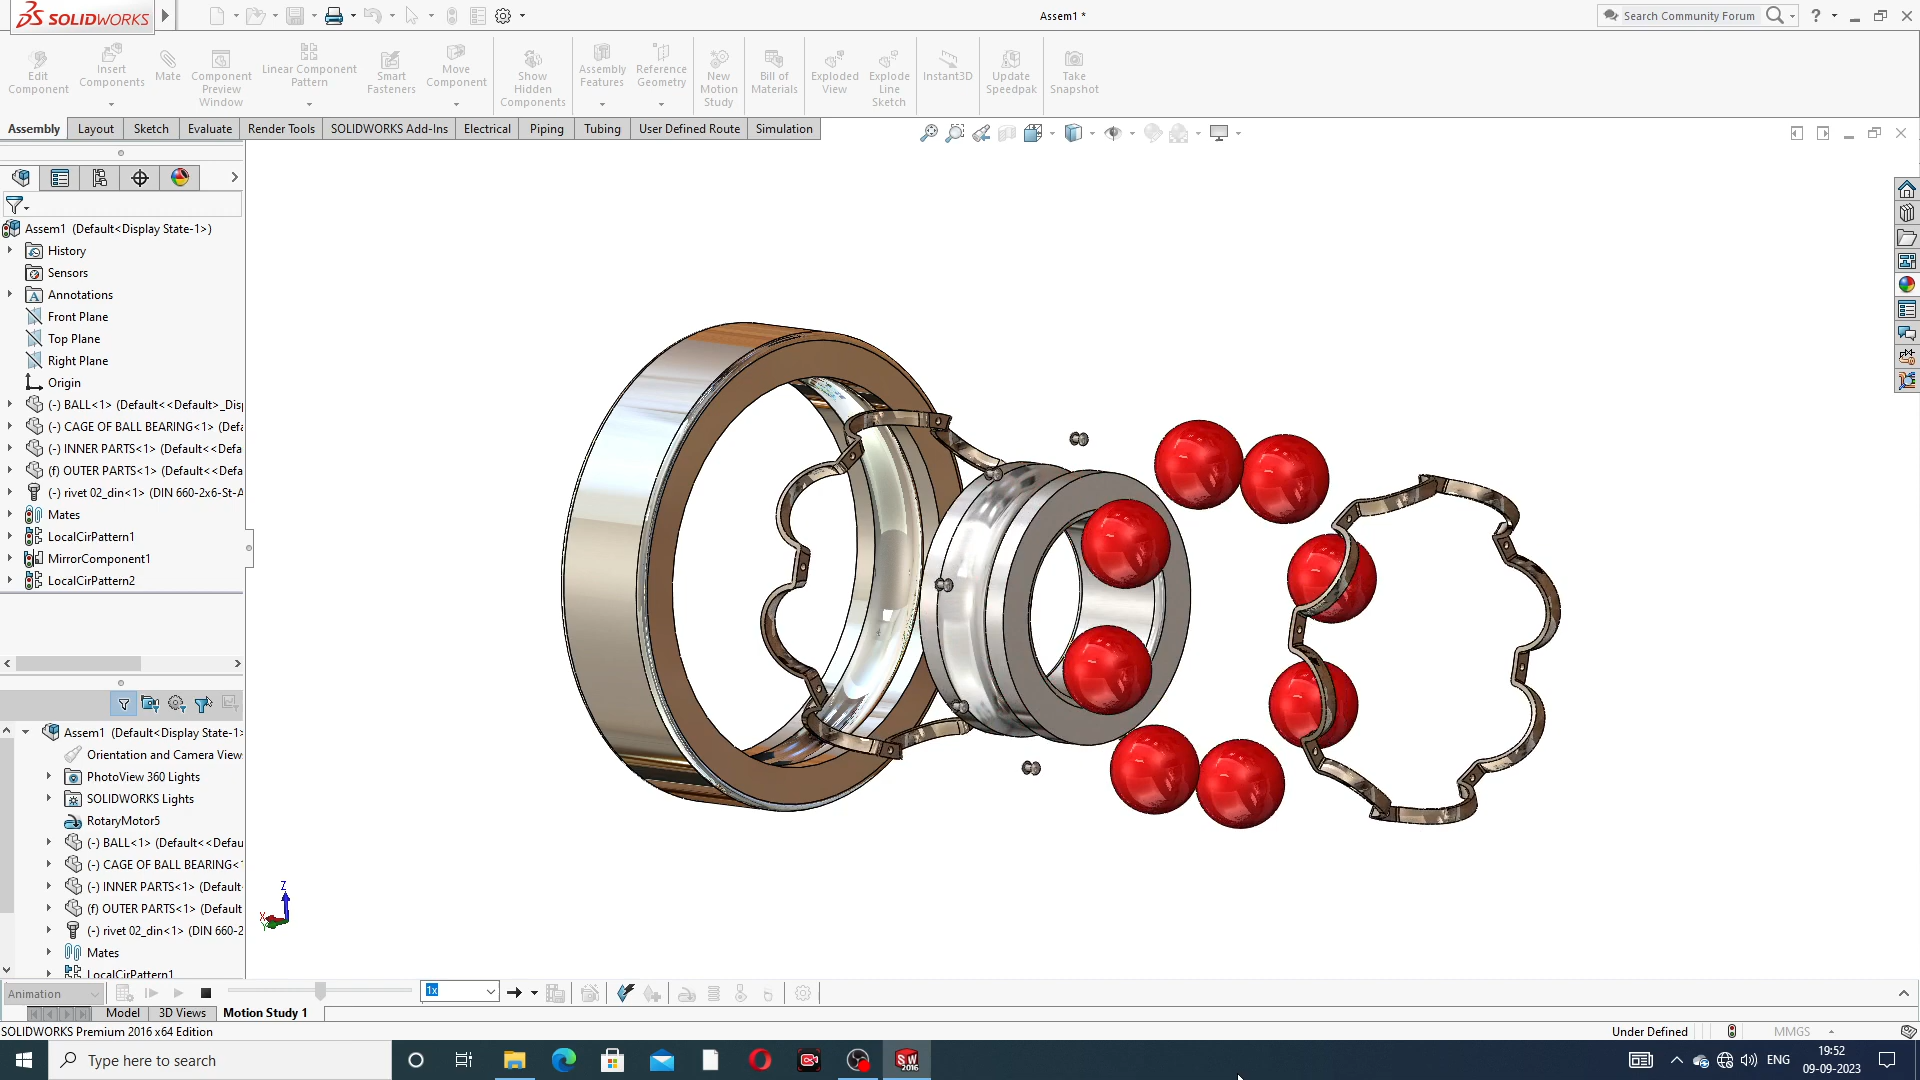 SOLIDWORKS
Assem1 *
Search Community Forum
Edit Component
Insert Components
Mate
Component Preview Window
Linear Component Pattern
Smart Fasteners
Move Component
Show Hidden Components
Assembly Features
Reference Geometry
New Motion Study
Bill of Materials
Exploded View
Explode Line Sketch
Instant3D
Update Speedpak
Take Snapshot
Assembly Layout Sketch Evaluate Render Tools SOLIDWORKS Add-Ins Electrical Piping Tubing User Defined Route Simulation
Assem1 (Default<Display State-1>)
History
Sensors
Annotations
Front Plane
Top Plane
Right Plane
Origin
(-) BALL<1> (Default<<Default>_Dis
(-) CAGE OF BALL BEARING<1> (Def
(-) INNER PARTS<1> (Default<<Defa
(f) OUTER PARTS<1> (Default<<Defa
(-) rivet 02_din<1> (DIN 660-2x6-St-A
Mates
LocalCirPattern1
MirrorComponent1
LocalCirPattern2
Assem1 (Default<Display State-1>
Orientation and Camera View
PhotoView 360 Lights
SOLIDWORKS Lights
RotaryMotor5
(-) BALL<1> (Default<<Defau
(-) CAGE OF BALL BEARING<
(-) INNER PARTS<1> (Default
(f) OUTER PARTS<1> (Default
(-) rivet 02_din<1> (DIN 660-2
Mates
LocalCirPattern1
Z
X
Y
Animation
1x
Model 3D Views Motion Study 1
SOLIDWORKS Premium 2016 x64 Edition
Under Defined
MMGS
Type here to search
SW
2016
ENG
19:52
09-09-2023